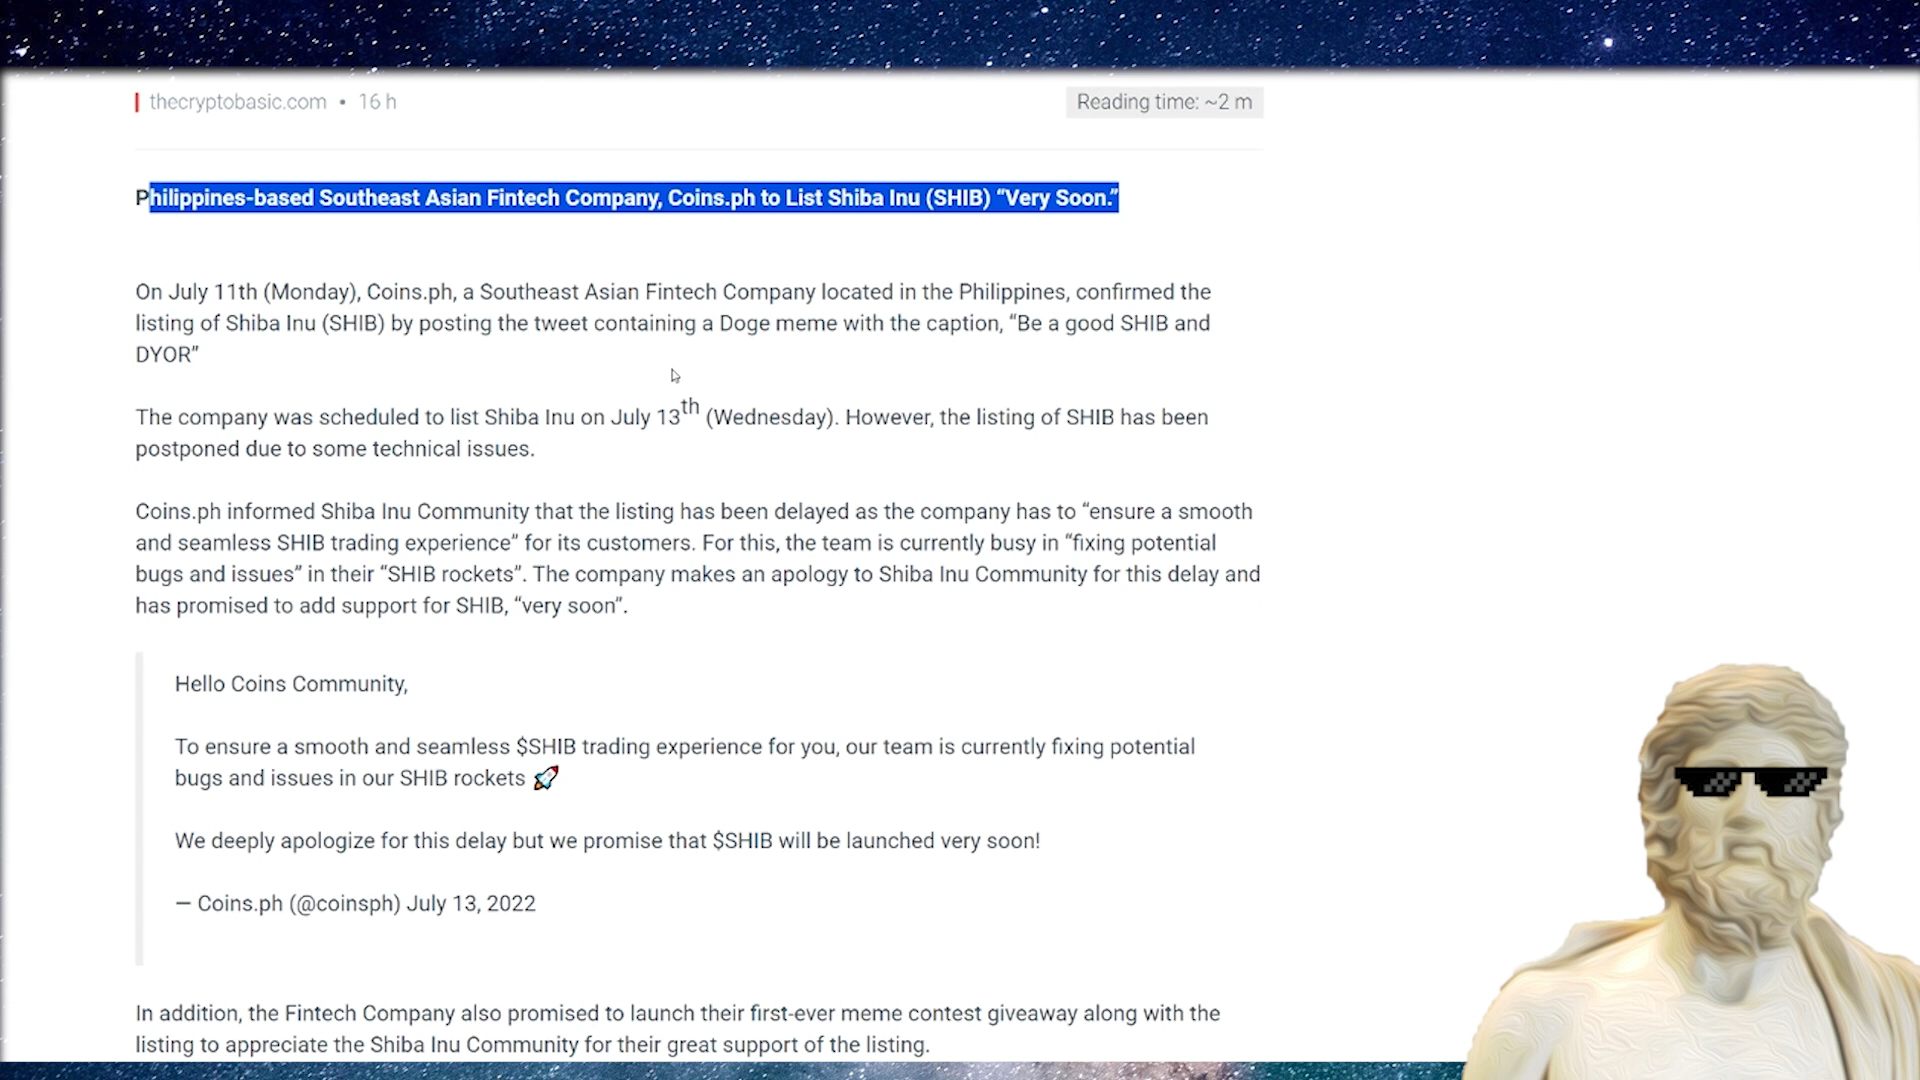 thecryptobasic.com • 16 h
Reading time: ~2 m
Philippines-based Southeast Asian Fintech Company, Coins.ph to List Shiba Inu (SHIB) “Very Soon.”
On July 11th (Monday), Coins.ph, a Southeast Asian Fintech Company located in the Philippines, confirmed the
listing of Shiba Inu (SHIB) by posting the tweet containing a Doge meme with the caption, “Be a good SHIB and
DYOR”
The company was scheduled to list Shiba Inu on July 13th (Wednesday). However, the listing of SHIB has been
postponed due to some technical issues.
Coins.ph informed Shiba Inu Community that the listing has been delayed as the company has to “ensure a smooth
and seamless SHIB trading experience” for its customers. For this, the team is currently busy in “fixing potential
bugs and issues” in their “SHIB rockets”. The company makes an apology to Shiba Inu Community for this delay and
has promised to add support for SHIB, “very soon”.
Hello Coins Community,
To ensure a smooth and seamless $SHIB trading experience for you, our team is currently fixing potential
bugs and issues in our SHIB rockets 🚀
We deeply apologize for this delay but we promise that $SHIB will be launched very soon!
— Coins.ph (@coinsph) July 13, 2022
In addition, the Fintech Company also promised to launch their first-ever meme contest giveaway along with the
listing to appreciate the Shiba Inu Community for their great support of the listing.